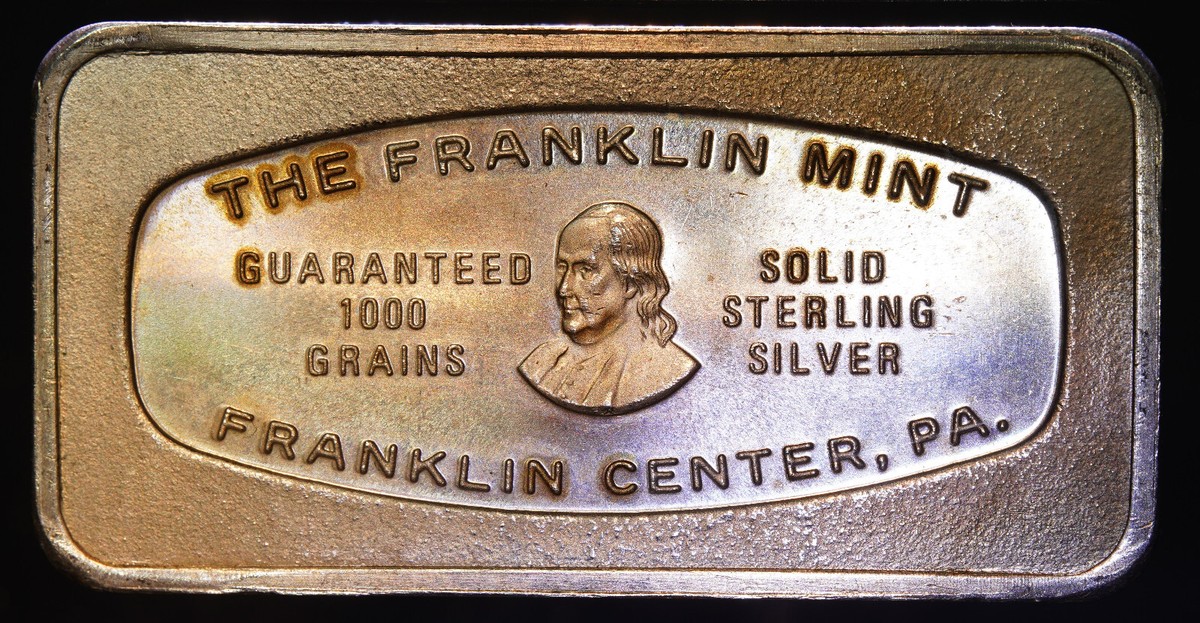 THE FRANKLIN MINT
GUARANTEED
1000
GRAINS
SOLID
STERLING
SILVER
FRANKLIN CENTER, PA.